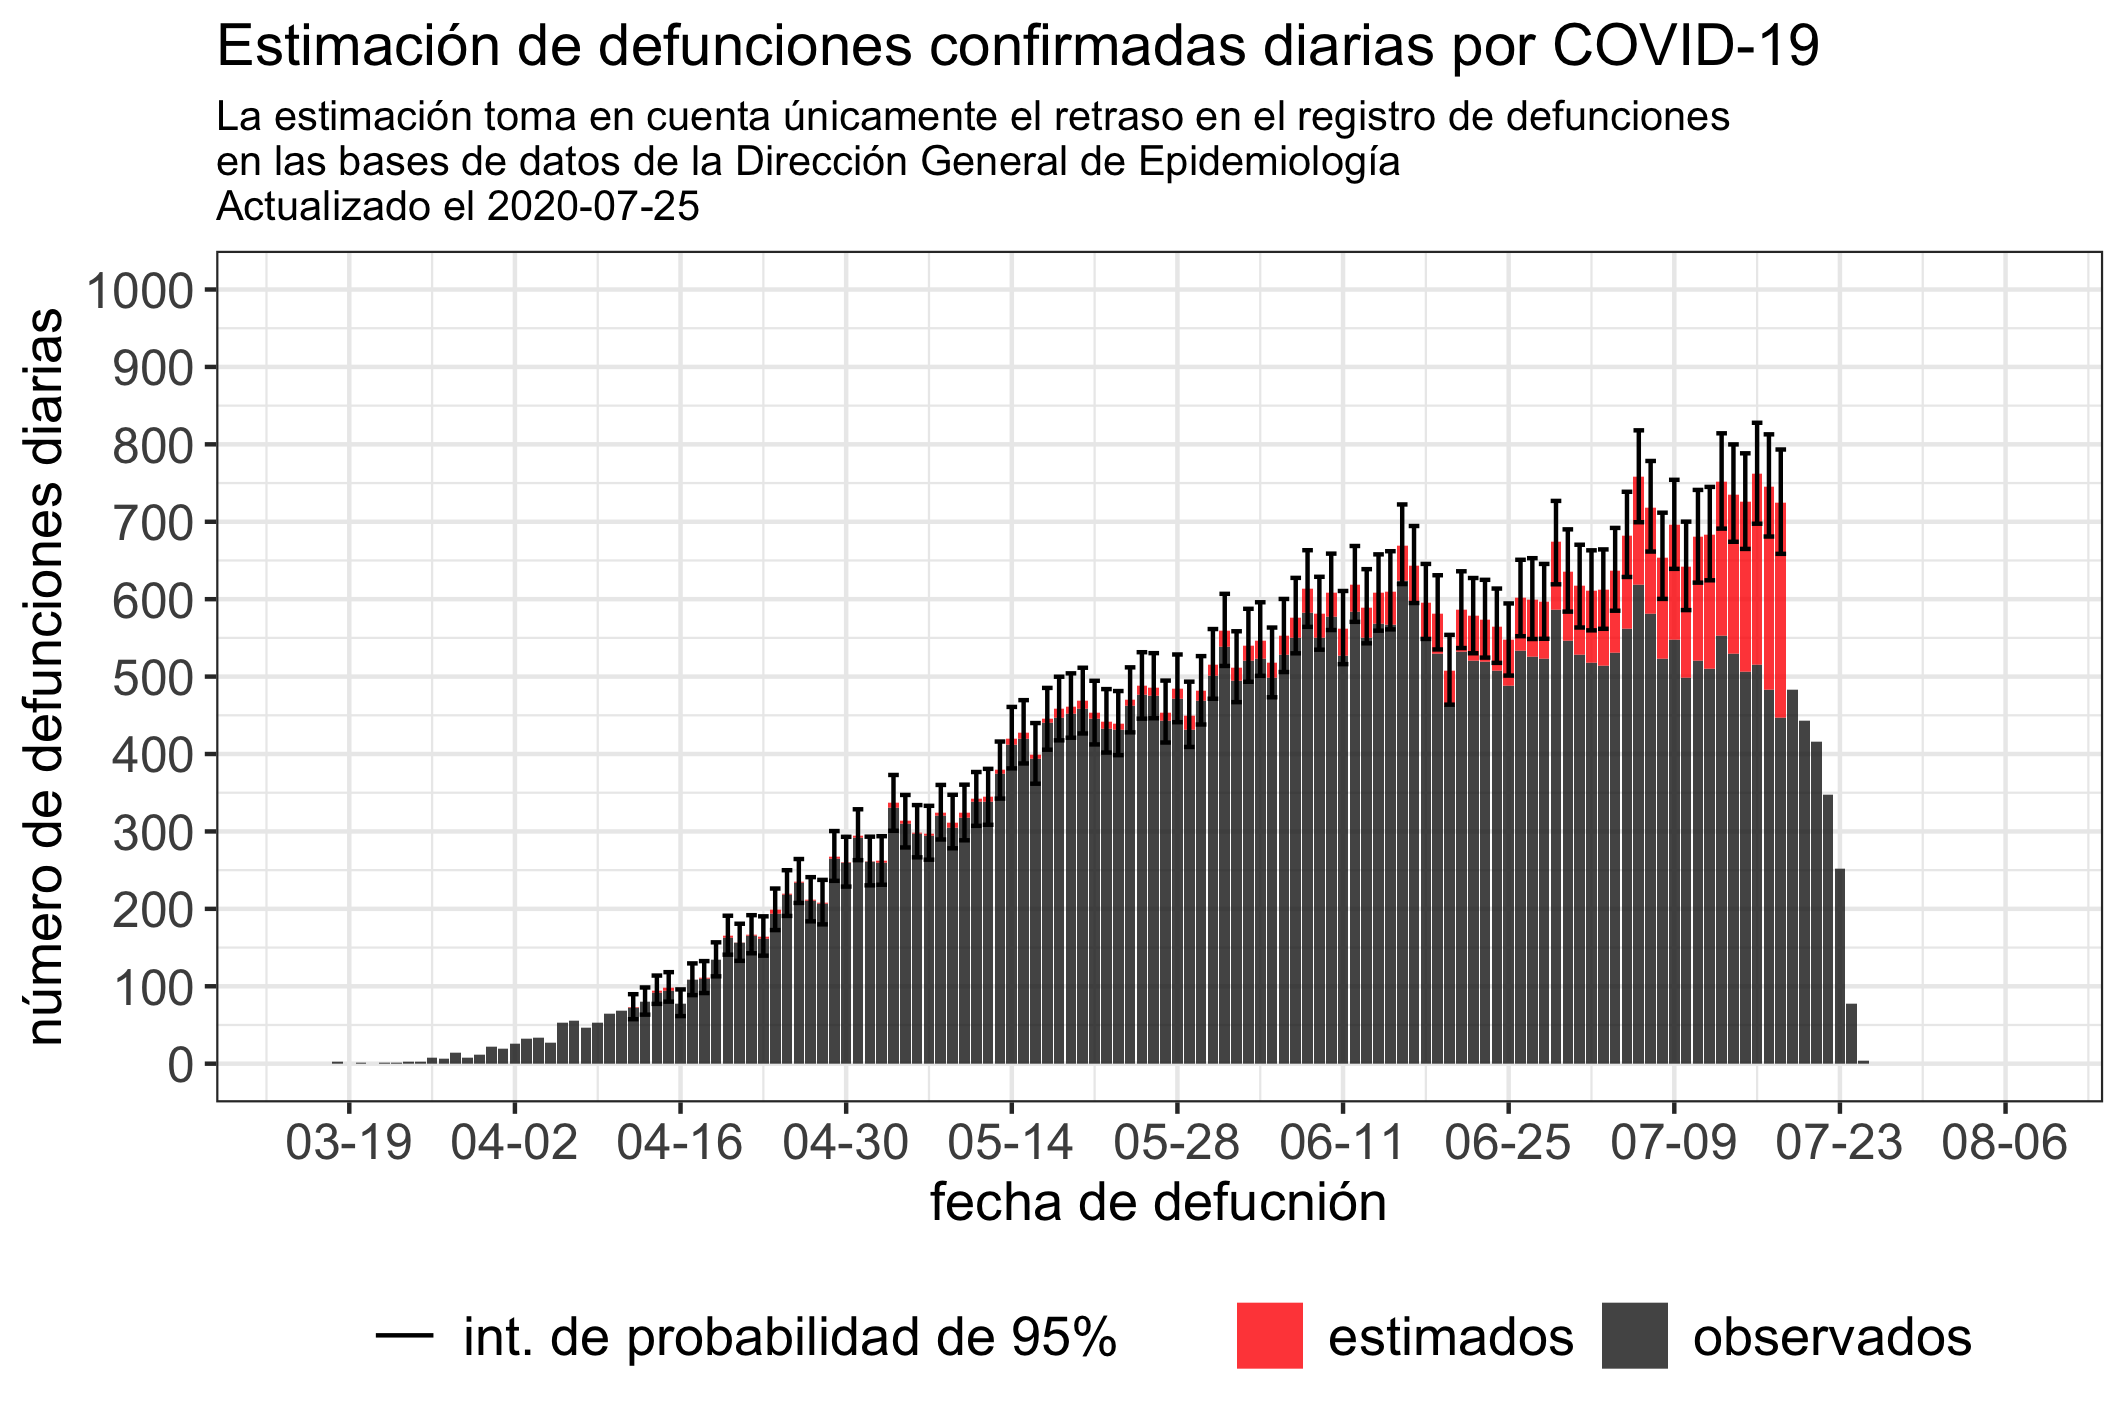 Estimación de defunciones confirmadas diarias por COVID-19
La estimación toma en cuenta únicamente el retraso en el registro de defunciones
en las bases de datos de la Dirección General de Epidemiología
Actualizado el 2020-07-25
número de defunciones diarias
1000
900
800
700
600
500
400
300
200
100
0
03-19 04-02 04-16 04-30 05-14 05-28 06-11 06-25 07-09 07-23 08-06
fecha de defucnión
int. de probabilidad de 95% estimados observados